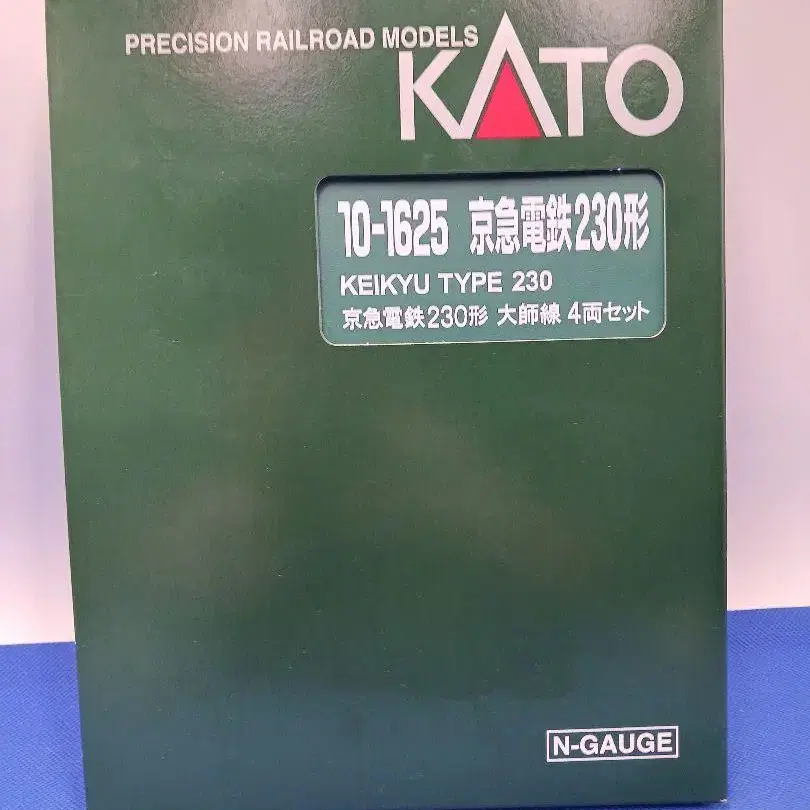 PRECISION RAILROAD MODELS
KATO
10-1625 京急電鉄230形
KEIKYU TYPE 230
京急電鉄230形 大師線 4両セット
N-GAUGE